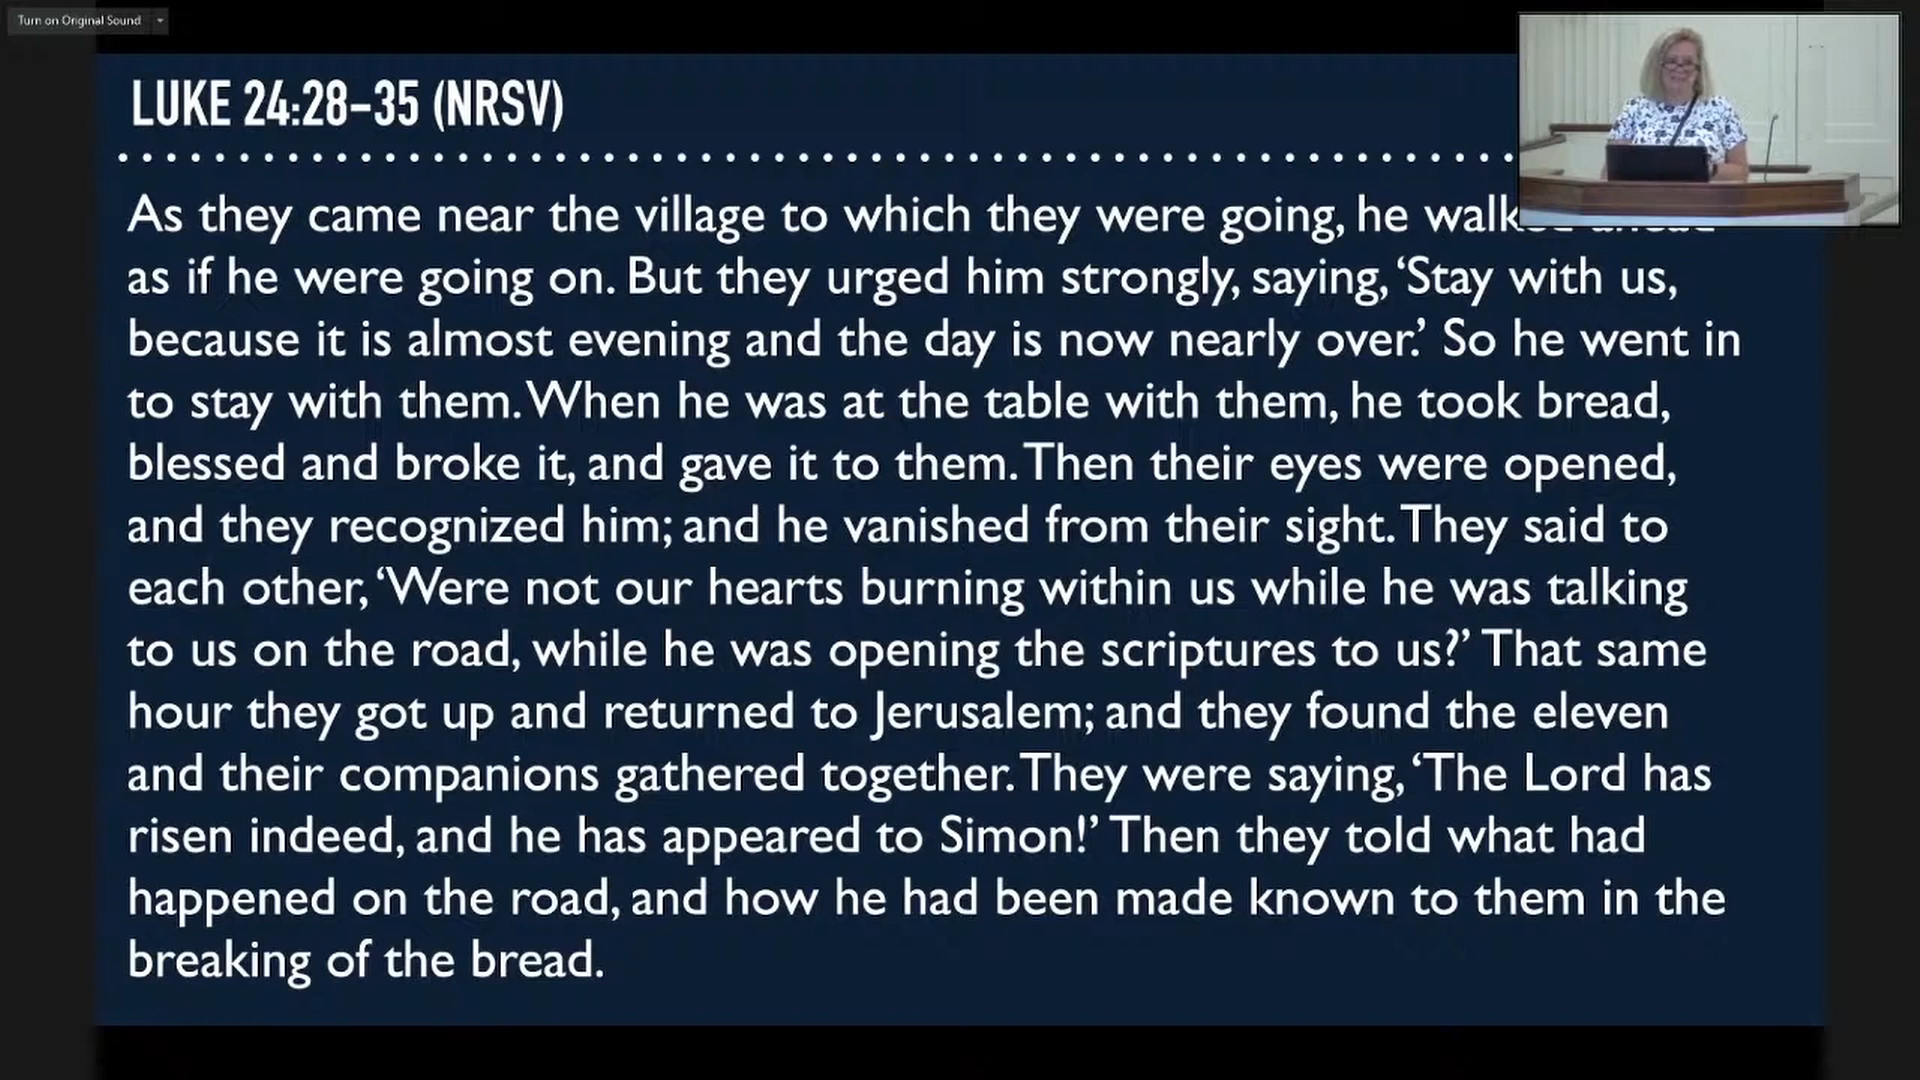 Turn on Original Sound
LUKE 24:28–35 (NRSV)
As they came near the village to which they were going, he
as if he were going on. But they urged him strongly, saying, ‘Stay with us,
because it is almost evening and the day is now nearly over.’ So he went in
to stay with them. When he was at the table with them, he took bread,
blessed and broke it, and gave it to them. Then their eyes were opened,
and they recognized him; and he vanished from their sight. They said to
each other, ‘Were not our hearts burning within us while he was talking
to us on the road, while he was opening the scriptures to us?’ That same
hour they got up and returned to Jerusalem; and they found the eleven
and their companions gathered together. They were saying, ‘The Lord has
risen indeed, and he has appeared to Simon!’ Then they told what had
happened on the road, and how he had been made known to them in the
breaking of the bread.